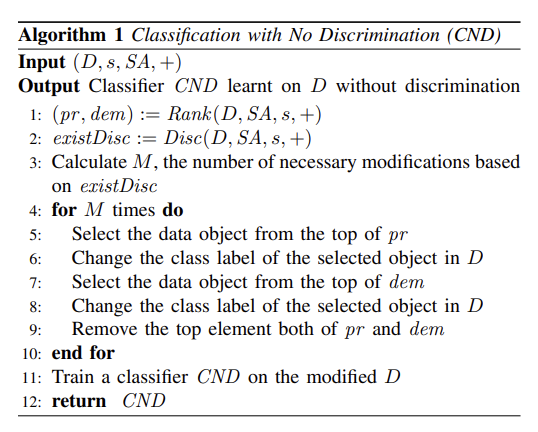 Algorithm 1 Classification with No Discrimination (CND)
Input (D, s, SA, +)
Output Classifier CND learnt on D without discrimination
1: (pr, dem) := Rank(D, SA, s, +)
2: existDisc := Disc(D, SA, s, +)
3: Calculate M, the number of necessary modifications based
on existDisc
4: for M times do
5: Select the data object from the top of pr
6: Change the class label of the selected object in D
7: Select the data object from the top of dem
8: Change the class label of the selected object in D
9: Remove the top element both of pr and dem
10: end for
11: Train a classifier CND on the modified D
12: return CND